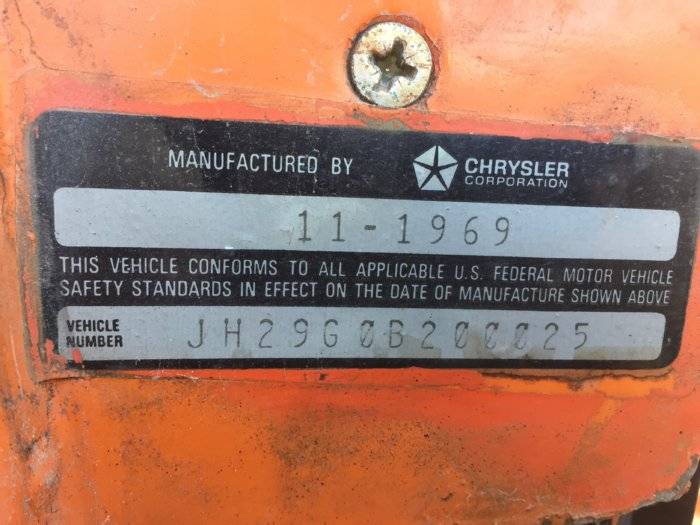 MANUFACTURED BY CHRYSLER CORPORATION
11-1969
THIS VEHICLE CONFORMS TO ALL APPLICABLE U.S. FEDERAL MOTOR VEHICLE
SAFETY STANDARDS IN EFFECT ON THE DATE OF MANUFACTURE SHOWN ABOVE
VEHICLE NUMBER JH29G0B200025